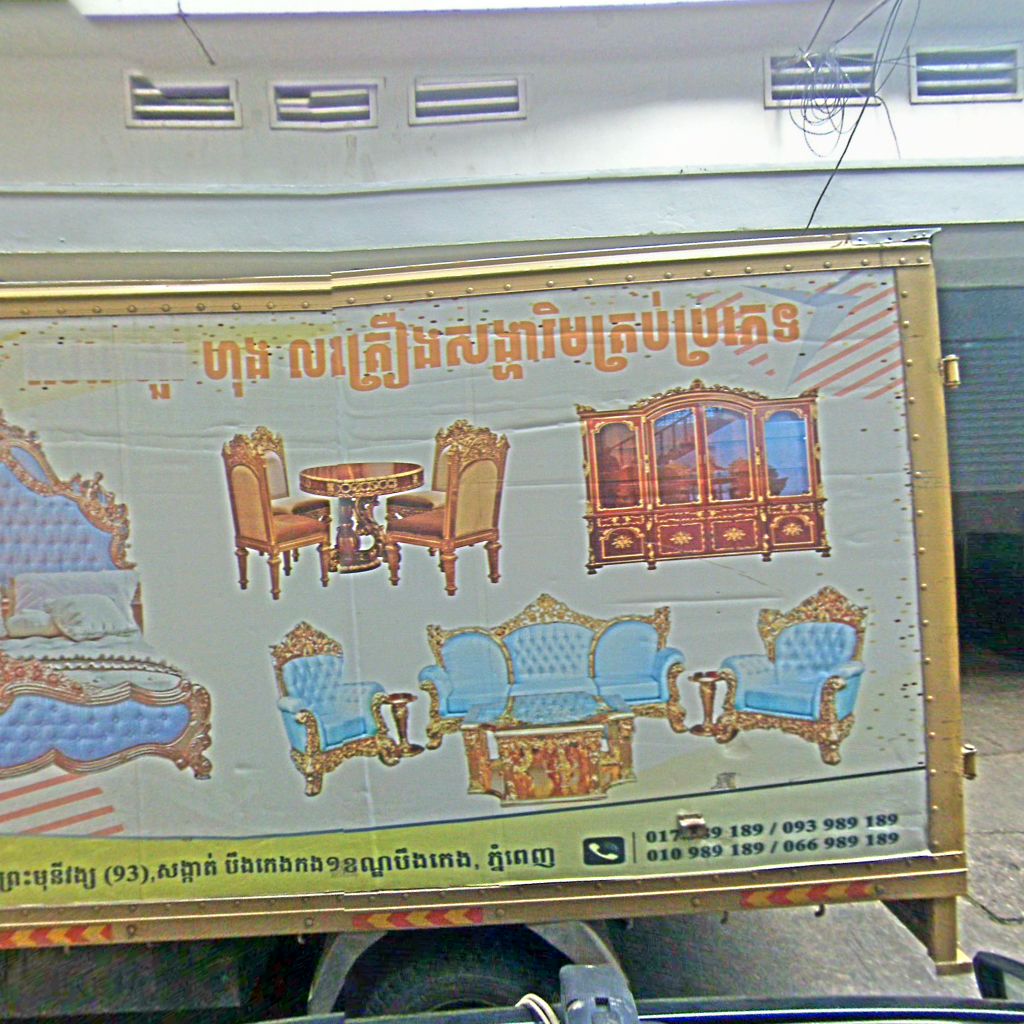 ហុង លក់គ្រឿងសង្ហារិមគ្រប់ប្រភេទ
ព្រះមុនីវង្ស (93),សង្កាត់ បឹងកេងកង១ខណ្ឌបឹងកេង, ភ្នំពេញ
189 / 093 989 189
010 989 189 / 066 989 189